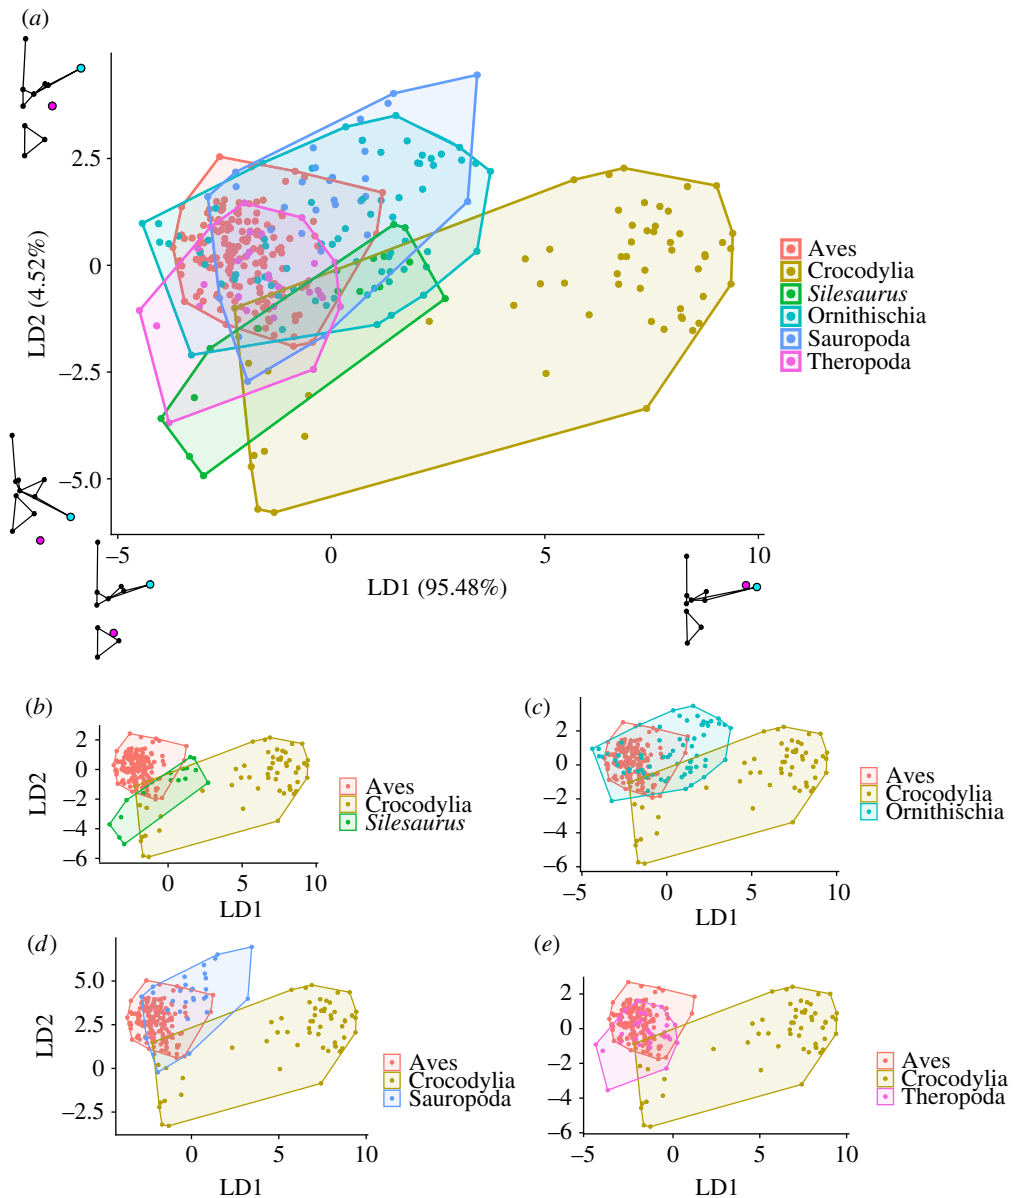 (a)
2.5
0
−2.5
−5.0
LD2 (4.52%)
−5
0
5
10
LD1 (95.48%)
Aves
Crocodylia
Silesaurus
Ornithischia
Sauropoda
Theropoda
(b)
2
0
−2
−4
−6
LD2
0
5
10
LD1
Aves
Crocodylia
Silesaurus
(c)
2
0
−2
−4
−6
−5
0
5
10
LD1
Aves
Crocodylia
Ornithischia
(d)
5.0
2.5
0
−2.5
LD2
0
5
10
LD1
Aves
Crocodylia
Sauropoda
(e)
2
0
−2
−4
−6
−5
0
5
10
LD1
Aves
Crocodylia
Theropoda